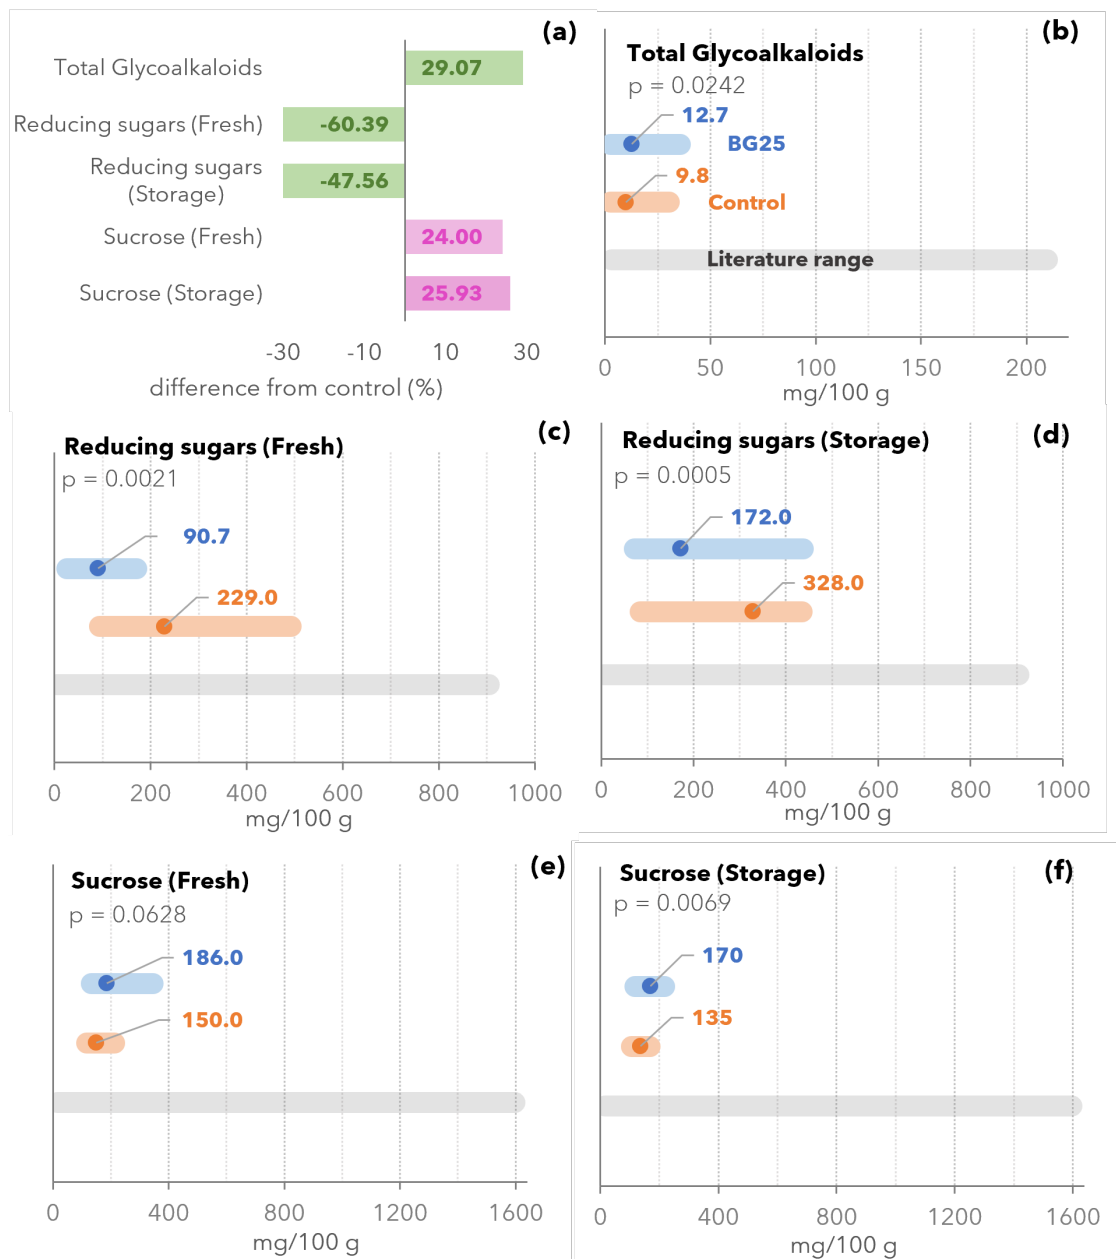 (a)
Total Glycoalkaloids
29.07
Reducing sugars (Fresh)
-60.39
Reducing sugars
(Storage)
-47.56
Sucrose (Fresh)
24.00
Sucrose (Storage)
25.93
-30 -10 10 30
difference from control (%)
(b)
Total Glycoalkaloids
p = 0.0242
12.7
BG25
9.8
Control
Literature range
0 50 100 150 200
mg/100 g
(c)
Reducing sugars (Fresh)
p = 0.0021
90.7
229.0
0 200 400 600 800 1000
mg/100 g
(d)
Reducing sugars (Storage)
p = 0.0005
172.0
328.0
0 200 400 600 800 1000
mg/100 g
(e)
Sucrose (Fresh)
p = 0.0628
186.0
150.0
0 400 800 1200 1600
mg/100 g
(f)
Sucrose (Storage)
p = 0.0069
170
135
0 400 800 1200 1600
mg/100 g